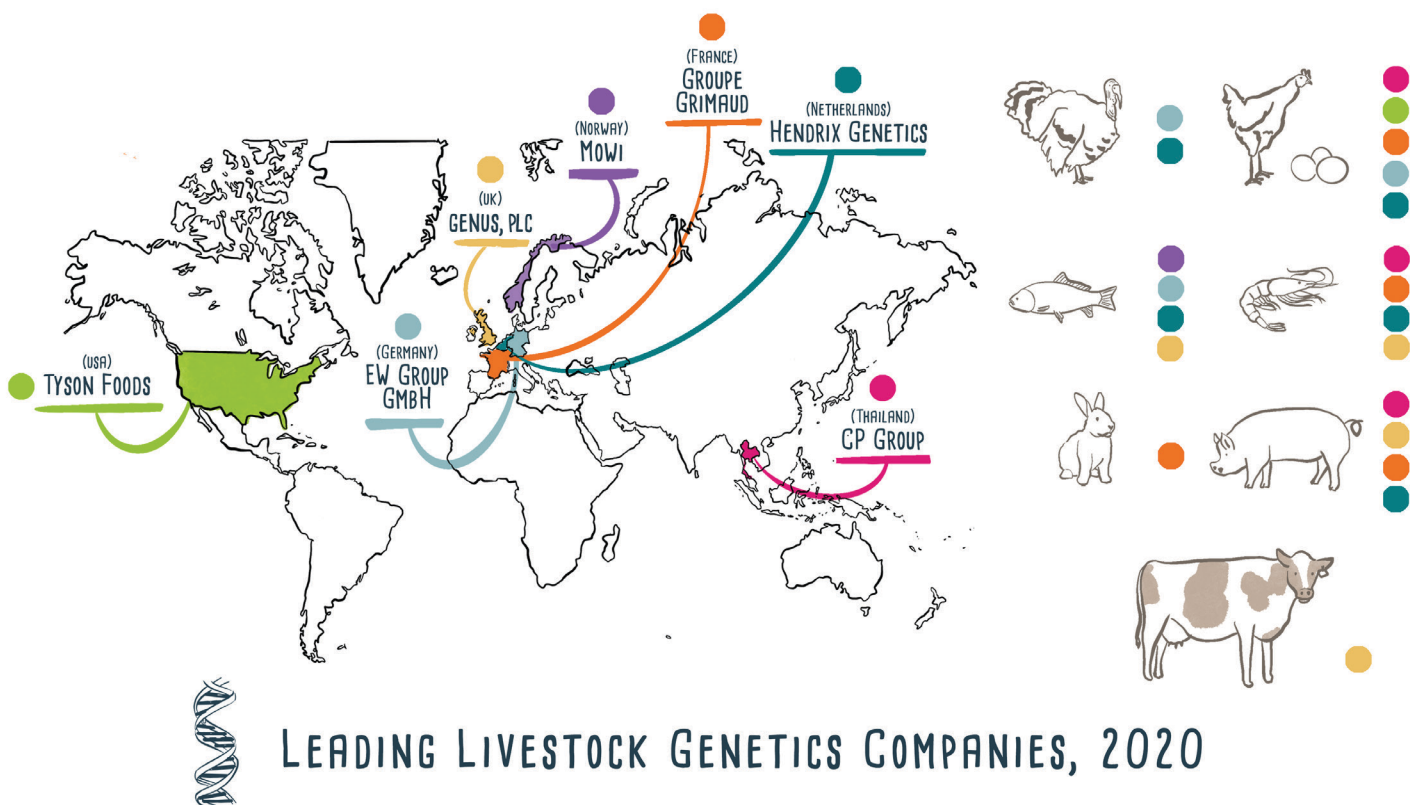 (France)
Groupe
Grimaud
(Netherlands)
Hendrix Genetics
(Norway)
Mowi
(UK)
Genus, plc
(USA)
Tyson Foods
(Germany)
EW Group
GmbH
(Thailand)
CP Group
Leading Livestock Genetics Companies, 2020